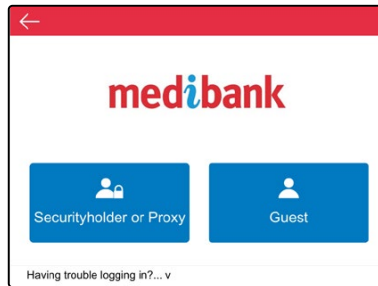 medibank
Securityholder or Proxy
Guest
Having trouble logging in?... v